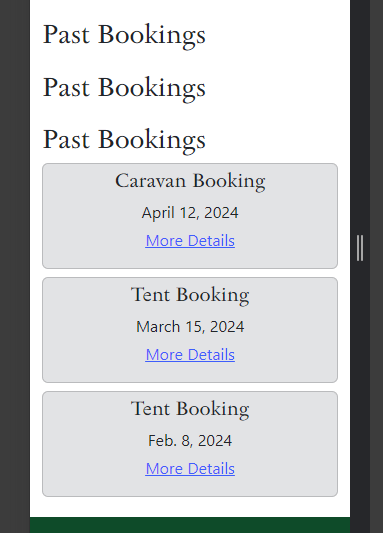 Past Bookings
Past Bookings
Past Bookings
Caravan Booking
April 12, 2024
More Details
Tent Booking
March 15, 2024
More Details
Tent Booking
Feb. 8, 2024
More Details